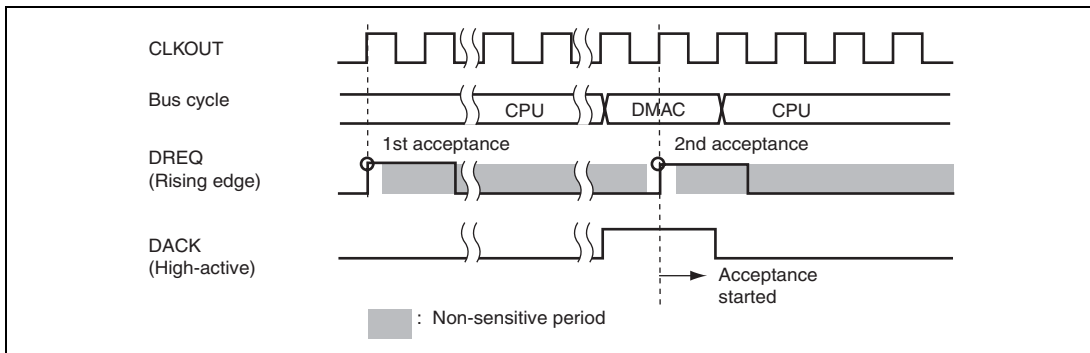 CLKOUT
Bus cycle
CPU
DMAC
CPU
1st acceptance
2nd acceptance
DREQ
(Rising edge)
DACK
(High-active)
Acceptance
started
: Non-sensitive period